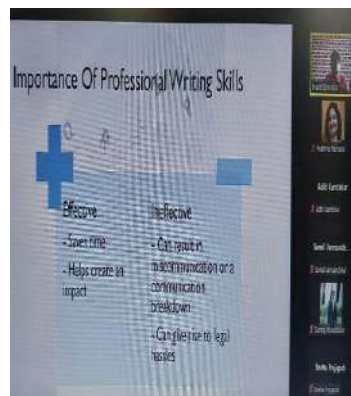 Importance Of Professional Writing Skills
Effective
- Saves time
- Helps create an
impact
Ineffective
- Can result in
miscommunication or a
communication
breakdown
- Can give rise to legal
hassles
Aditi